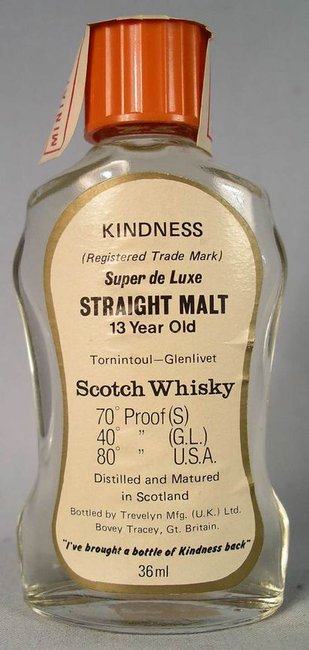 MINI
KINDNESS
(Registered Trade Mark)
Super de Luxe
STRAIGHT MALT
13 Year Old
Tornintoul—Glenlivet
Scotch Whisky
70° Proof (S)
40° " (G.L.)
80° " U.S.A.
Distilled and Matured
in Scotland
Bottled by Trevelyn Mfg. (U.K.) Ltd.
Bovey Tracey, Gt. Britain.
"I've brought a bottle of Kindness back"
36ml